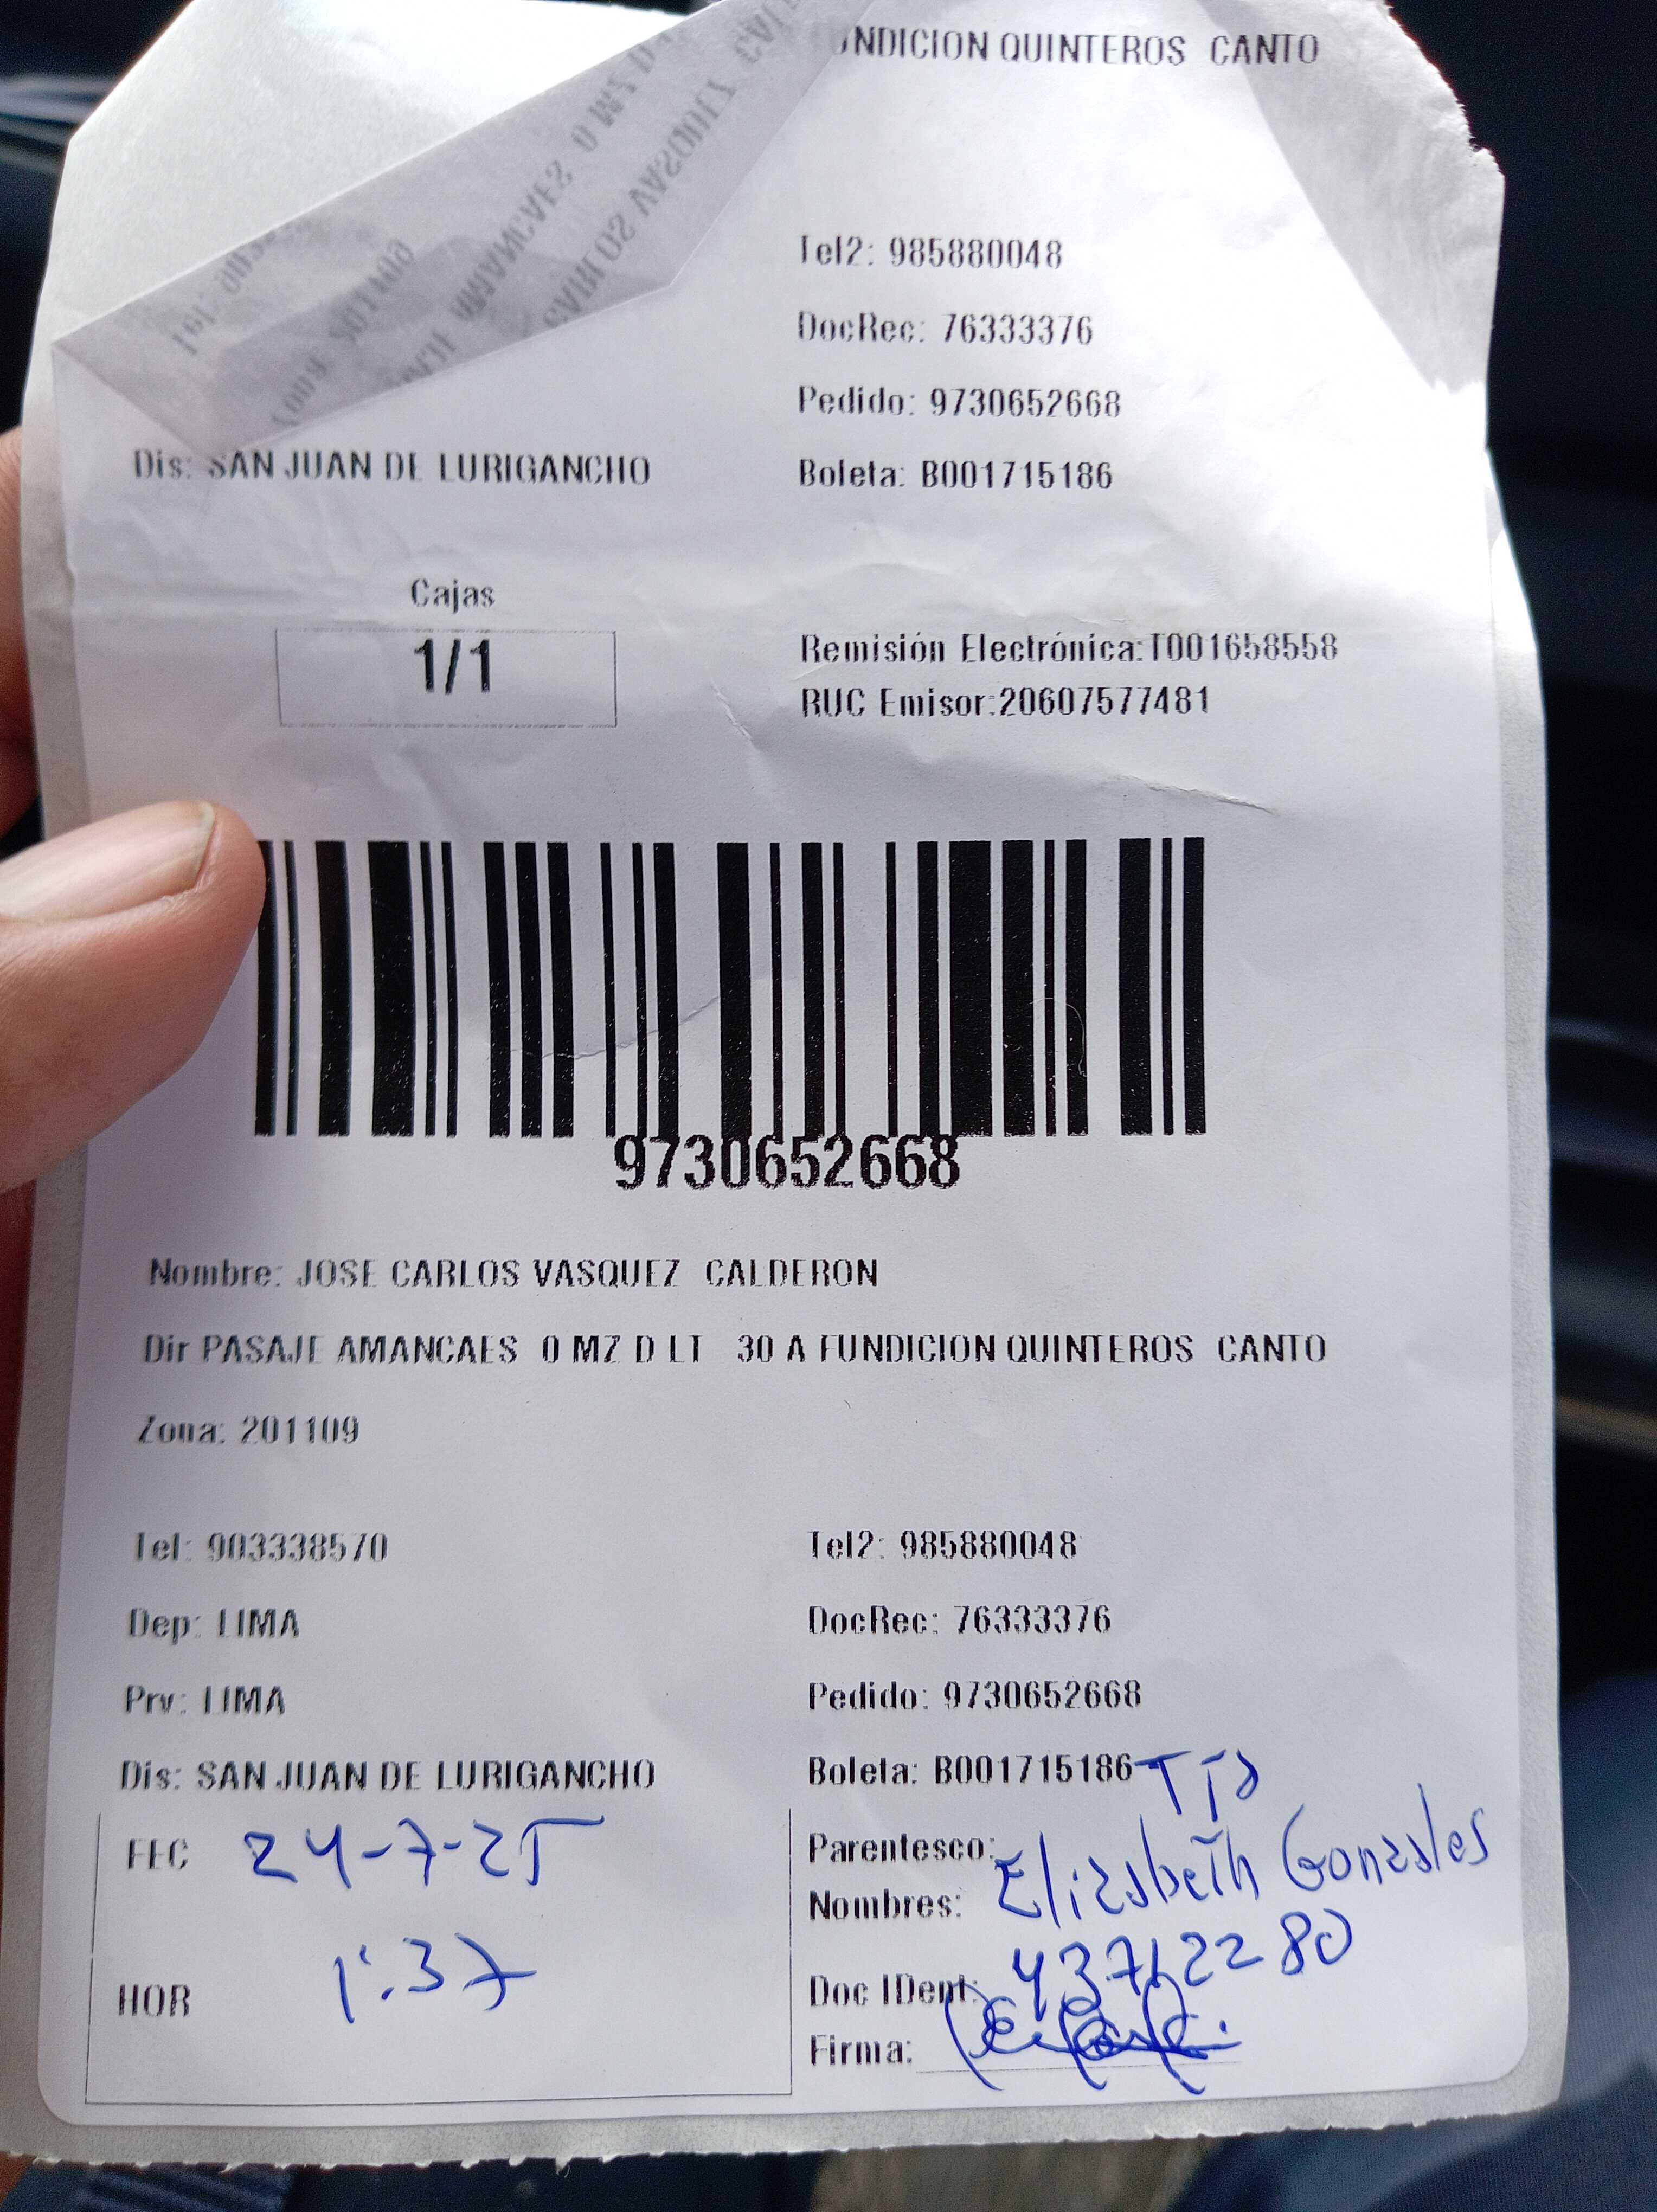 NDICION QUINTEROS CANTO
Tel2: 985880048
DocRec: 76333376
Pedido: 9730652668
Dis: SAN JUAN DE LURIGANCHO
Boleta: B001715186
Cajas
1/1
Remisión Electrónica:T001658558
RUC Emisor:20607577481
9730652668
Nombre: JOSE CARLOS VASQUEZ CALDERON
Dir PASAJE AMANCAES 0 MZ D LT 30 A FUNDICION QUINTEROS CANTO
Zona: 201109
Tel: 903338570
Tel2: 985880048
Dep: LIMA
DocRec: 76333376
Prv: LIMA
Pedido: 9730652668
Dis: SAN JUAN DE LURIGANCHO
Boleta: B001715186
FEC 24-7-25
Parentesco: Tía
Nombres: Elizabeth Gonzales
HOR 1:37
Doc IDent:
Firma: